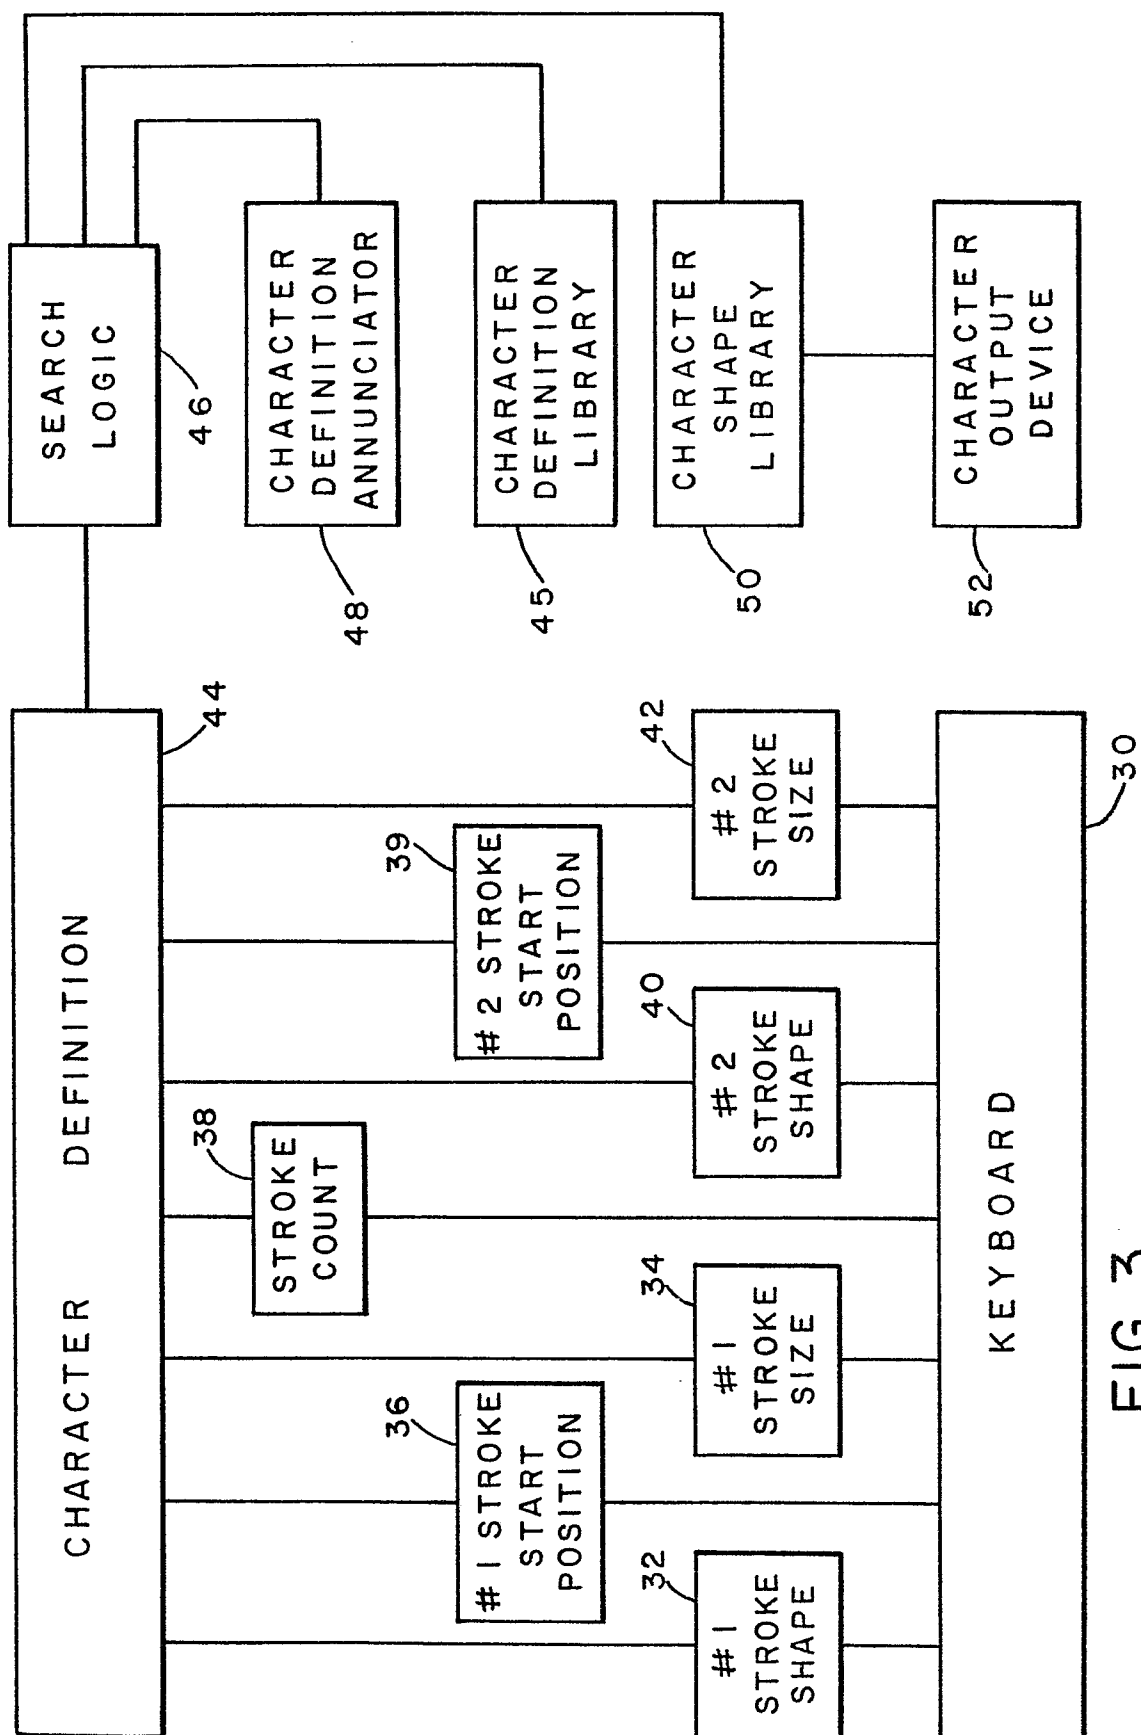 CHARACTER DEFINITION
44
SEARCH
LOGIC
46
STROKE
COUNT
38
CHARACTER
DEFINITION
ANNUNCIATOR
48
#1 STROKE
START
POSITION
36
#2 STROKE
START
POSITION
39
CHARACTER
DEFINITION
LIBRARY
45
#1
STROKE
SHAPE
32
#1
STROKE
SIZE
34
#2
STROKE
SHAPE
40
#2
STROKE
SIZE
42
CHARACTER
SHAPE
LIBRARY
50
KEYBOARD
30
CHARACTER
OUTPUT
DEVICE
52
FIG 3